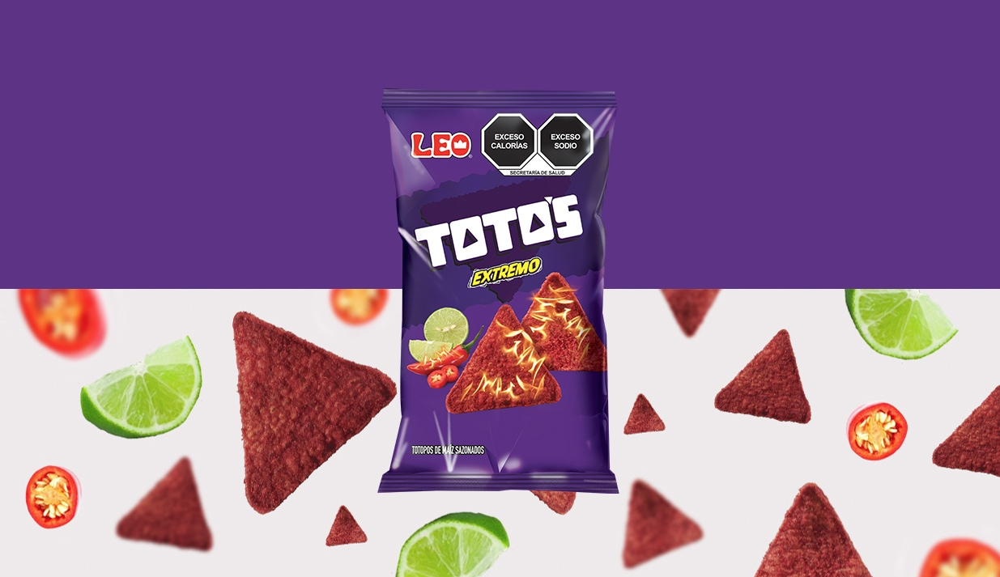 LEO
EXCESO
CALORÍAS
EXCESO
SODIO
SECRETARÍA DE SALUD
TOTO'S
EXTREMO
TOTOPOS DE MAÍZ SAZONADOS